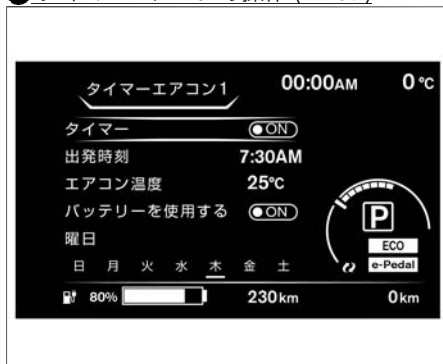 タイマーエアコン1 00:00AM 0℃
タイマー ON
出発時刻 7:30AM
エアコン温度 25℃
バッテリーを使用する ON
曜日
日 月 火 水 木 金 土
P
ECO
e-Pedal
80% 230km 0km